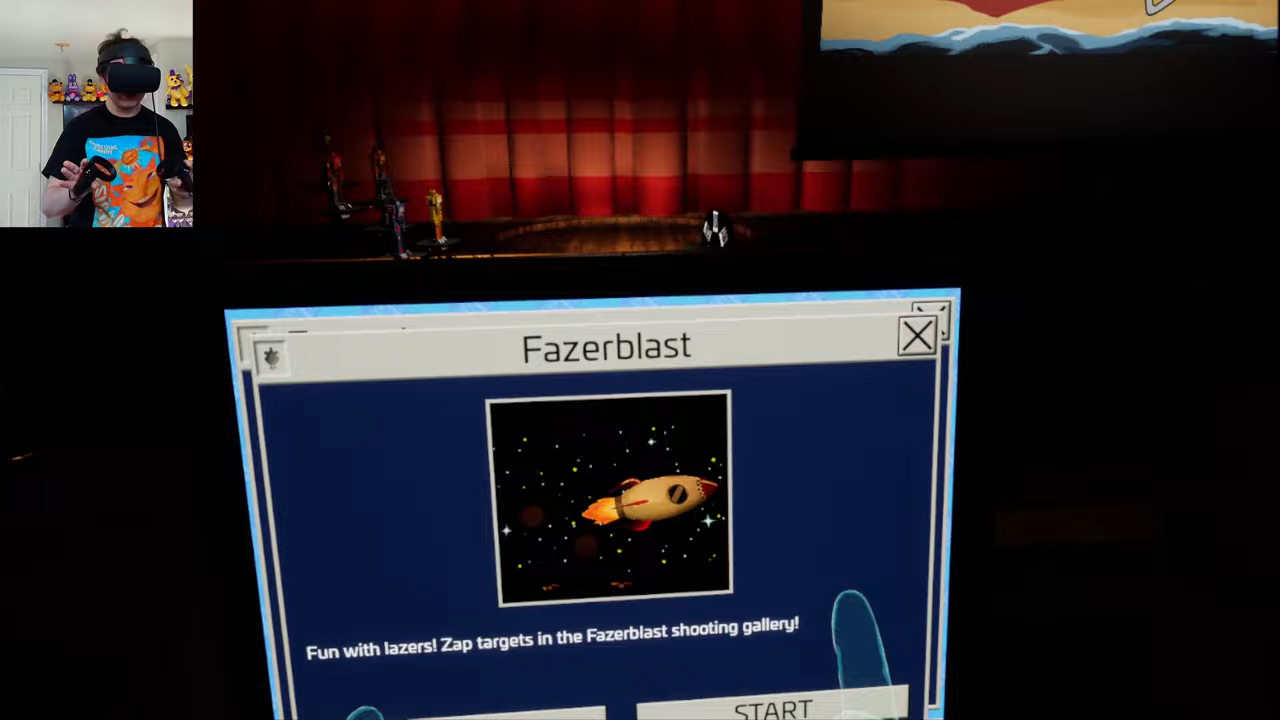 Fazerblast
Fun with lazers! Zap targets in the Fazerblast shooting gallery!
START